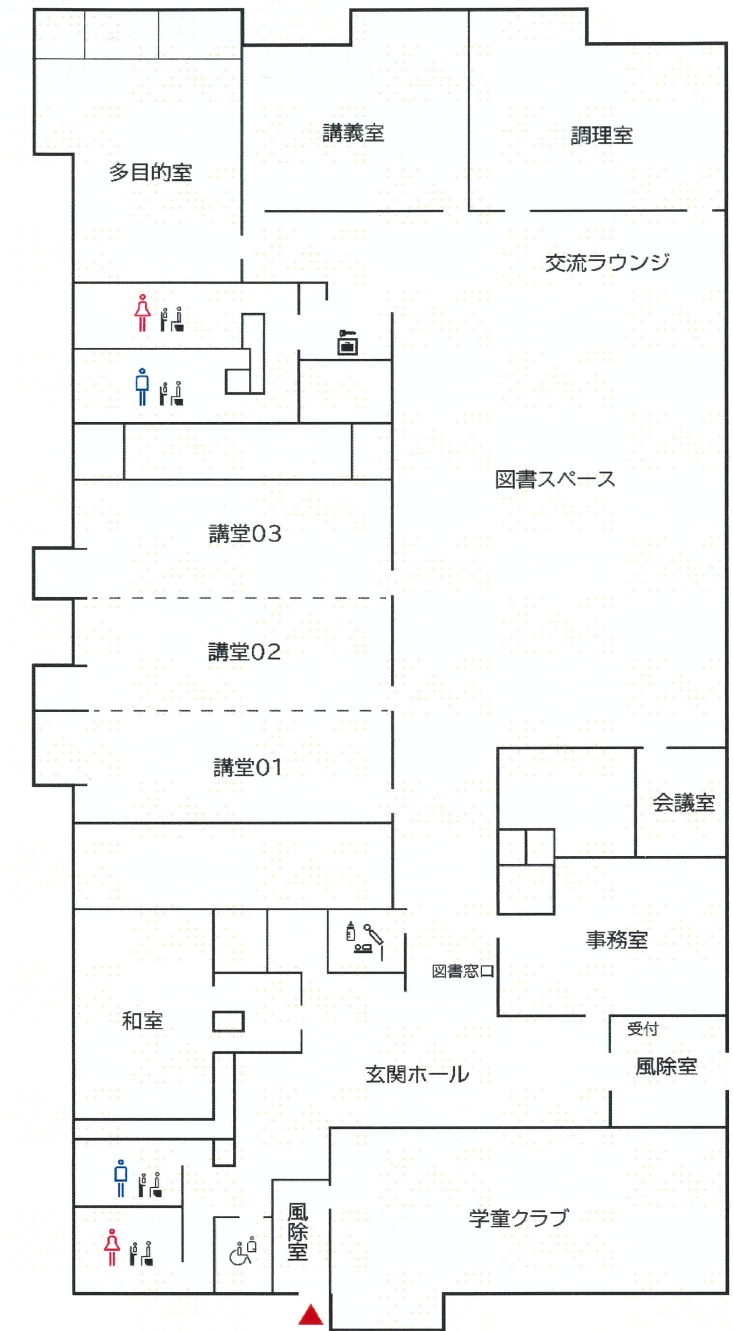 講義室
調理室
多目的室
交流ラウンジ
図書スペース
講堂03
講堂02
講堂01
会議室
事務室
図書窓口
和室
受付
風除室
玄関ホール
風除室
学童クラブ